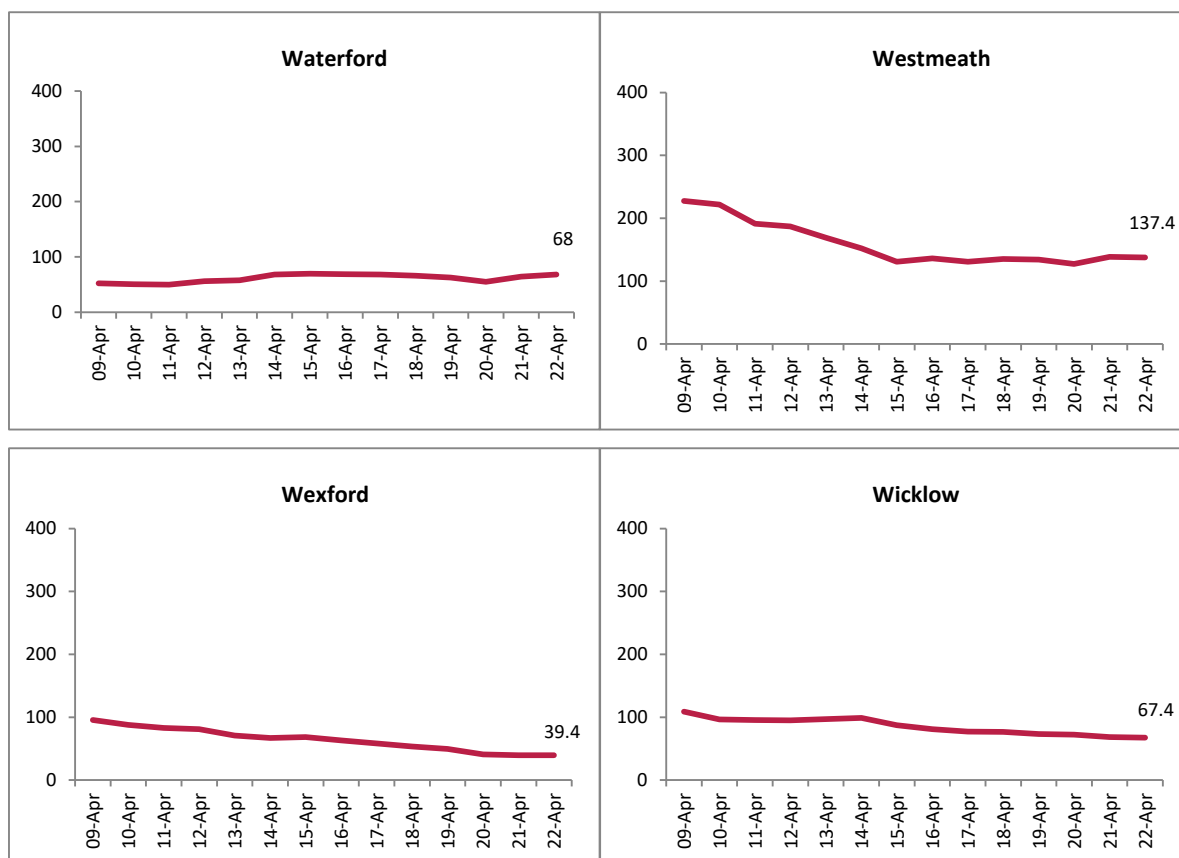 Waterford
400
300
200
100
0
68
09-Apr
10-Apr
11-Apr
12-Apr
13-Apr
14-Apr
15-Apr
16-Apr
17-Apr
18-Apr
19-Apr
20-Apr
21-Apr
22-Apr
Westmeath
400
300
200
100
0
137.4
09-Apr
10-Apr
11-Apr
12-Apr
13-Apr
14-Apr
15-Apr
16-Apr
17-Apr
18-Apr
19-Apr
20-Apr
21-Apr
22-Apr
Wexford
400
300
200
100
0
39.4
09-Apr
10-Apr
11-Apr
12-Apr
13-Apr
14-Apr
15-Apr
16-Apr
17-Apr
18-Apr
19-Apr
20-Apr
21-Apr
22-Apr
Wicklow
400
300
200
100
0
67.4
09-Apr
10-Apr
11-Apr
12-Apr
13-Apr
14-Apr
15-Apr
16-Apr
17-Apr
18-Apr
19-Apr
20-Apr
21-Apr
22-Apr